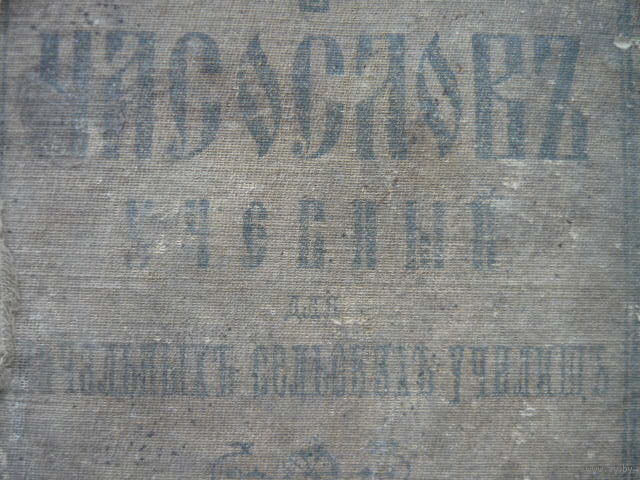 ЧАСОСЛОВЪ
УЧЕБНЫЙ
ДЛЯ
НАЧАЛЬНЫХЪ СЕЛЬСКИХЪ УЧИЛИЩЪ